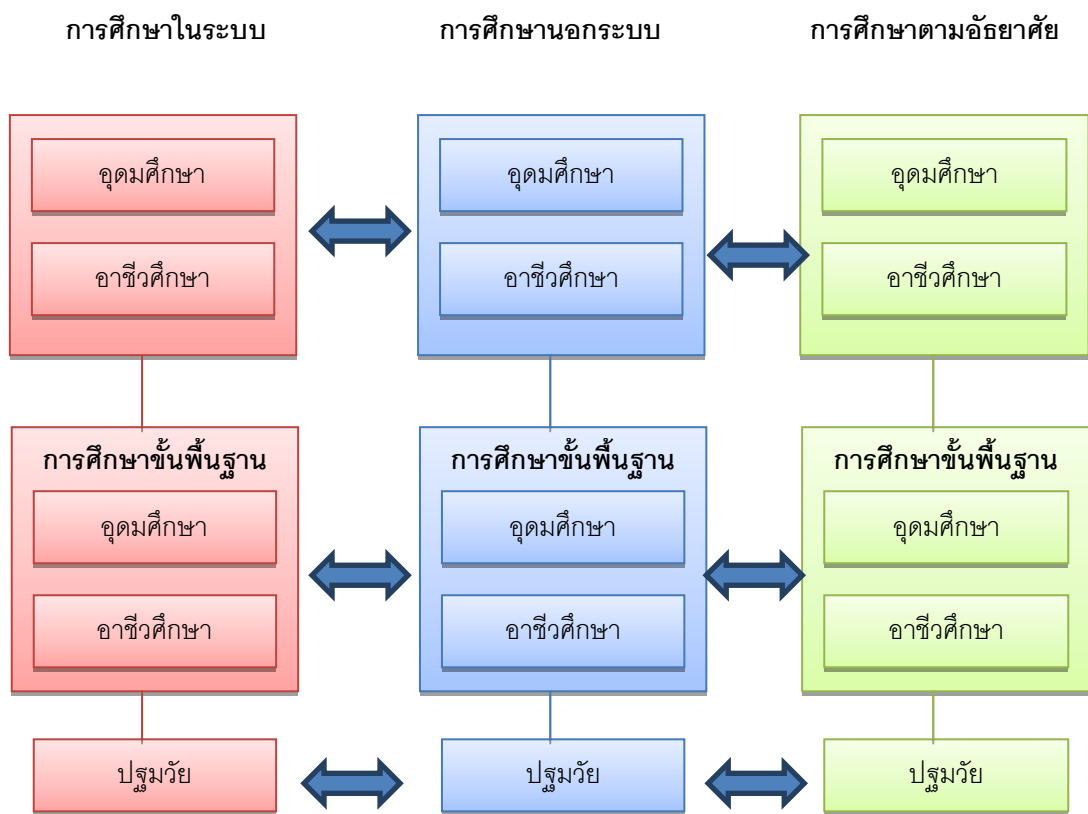 การศึกษาในระบบ
การศึกษานอกระบบ
การศึกษาตามอัธยาศัย
อุดมศึกษา
อุดมศึกษา
อุดมศึกษา
อาชีวศึกษา
อาชีวศึกษา
อาชีวศึกษา
การศึกษาขั้นพื้นฐาน
การศึกษาขั้นพื้นฐาน
การศึกษาขั้นพื้นฐาน
อุดมศึกษา
อุดมศึกษา
อุดมศึกษา
อาชีวศึกษา
อาชีวศึกษา
อาชีวศึกษา
ปฐมวัย
ปฐมวัย
ปฐมวัย